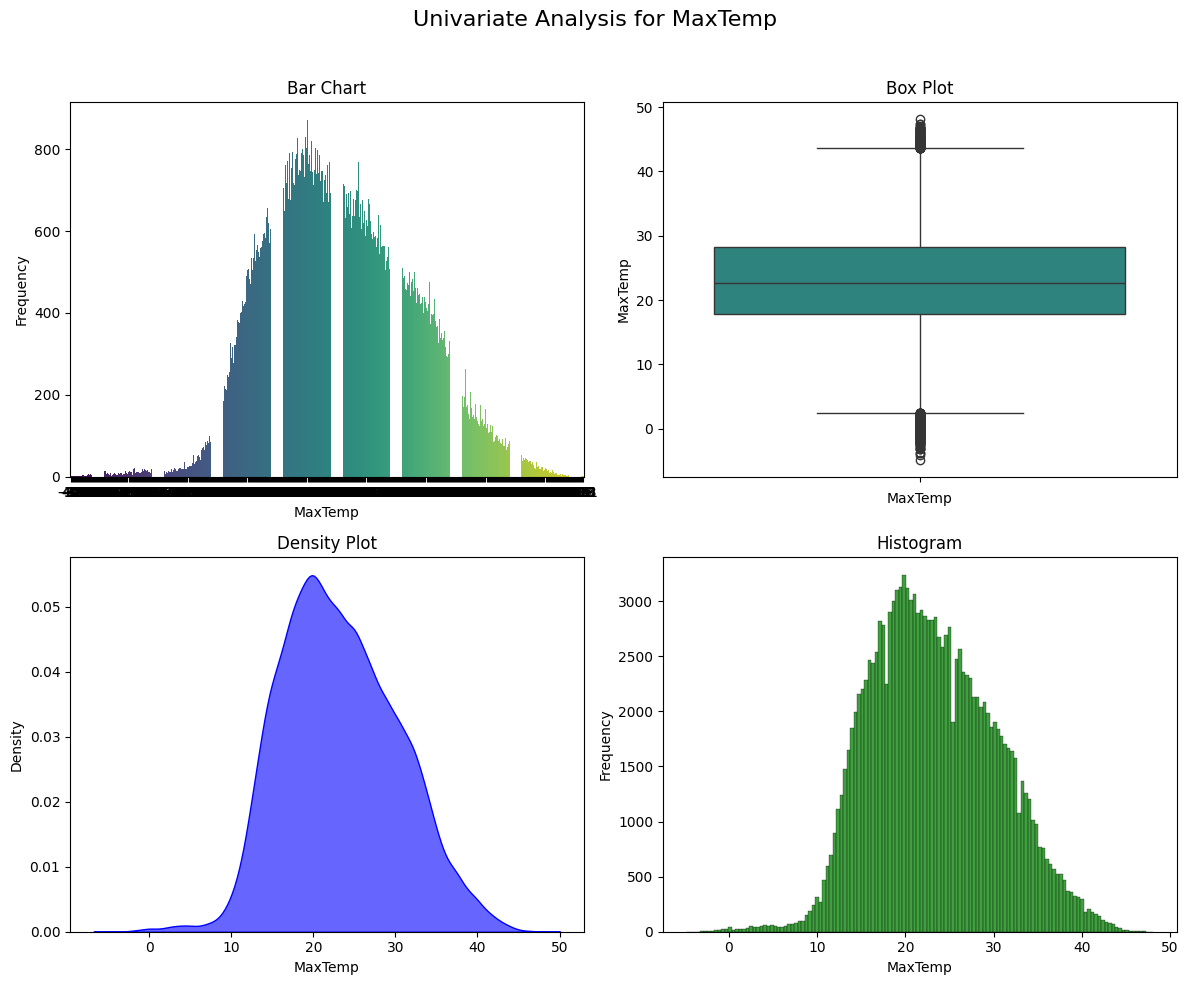 Univariate Analysis for MaxTemp
Bar Chart
Frequency
800
600
400
200
0
MaxTemp
Box Plot
MaxTemp
50
40
30
20
10
0
MaxTemp
Density Plot
Density
0.05
0.04
0.03
0.02
0.01
0.00
0 10 20 30 40 50
MaxTemp
Histogram
Frequency
3000
2500
2000
1500
1000
500
0
0 10 20 30 40 50
MaxTemp